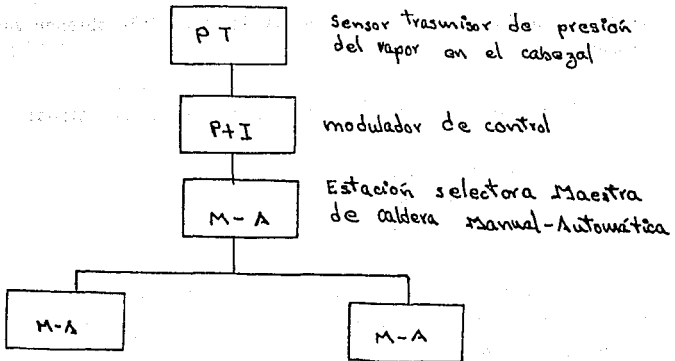 PT
Sensor trasmisor de presión
del vapor en el cabezal
P+I
modulador de control
Estación selectora Maestra
de caldera Manual-Automática
M-A
M-A
M-A